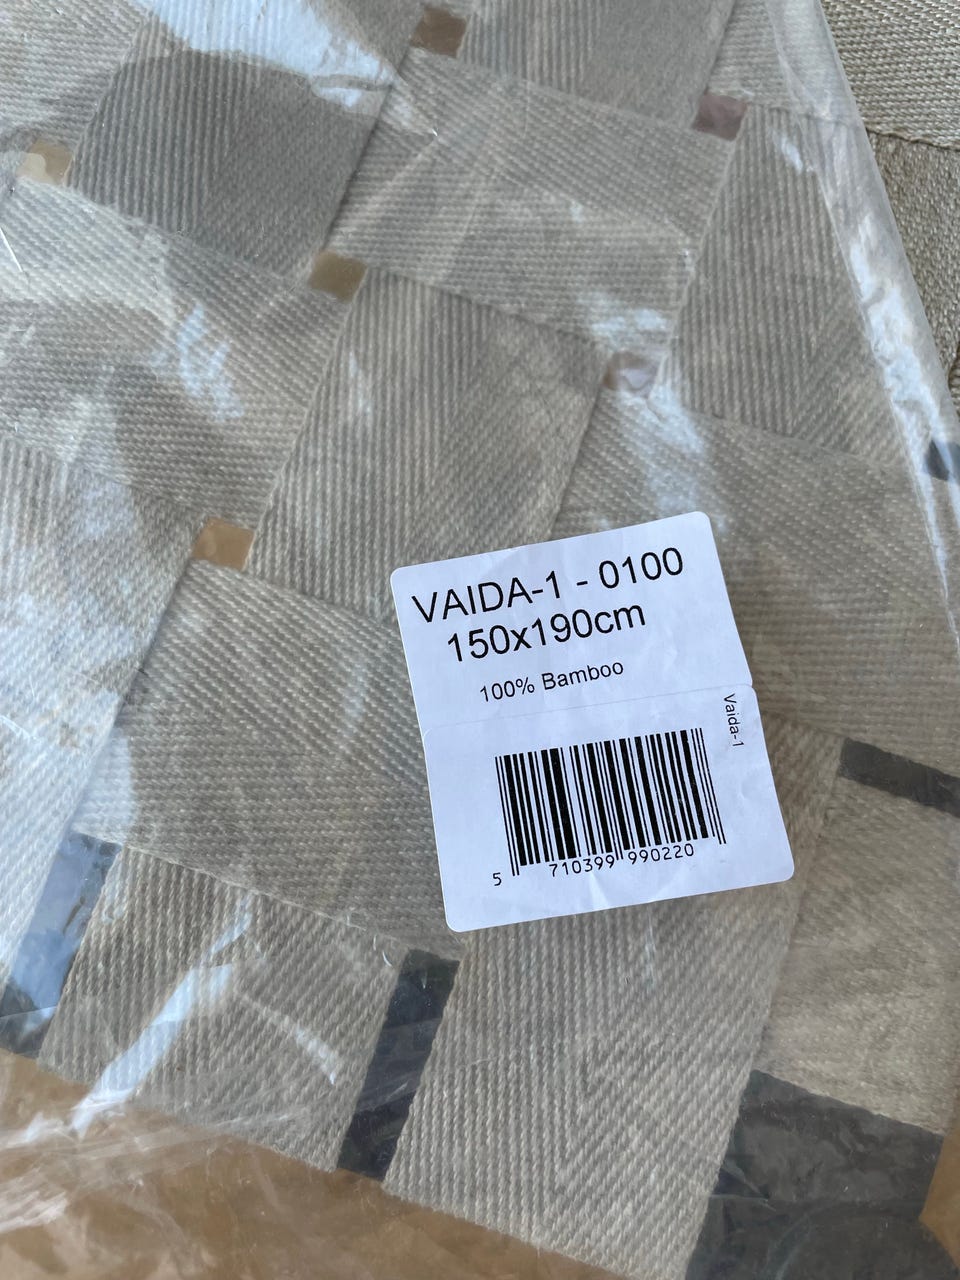 VAIDA-1 - 0100
150x190cm
100% Bamboo
Vaida-1
5 710399 990220